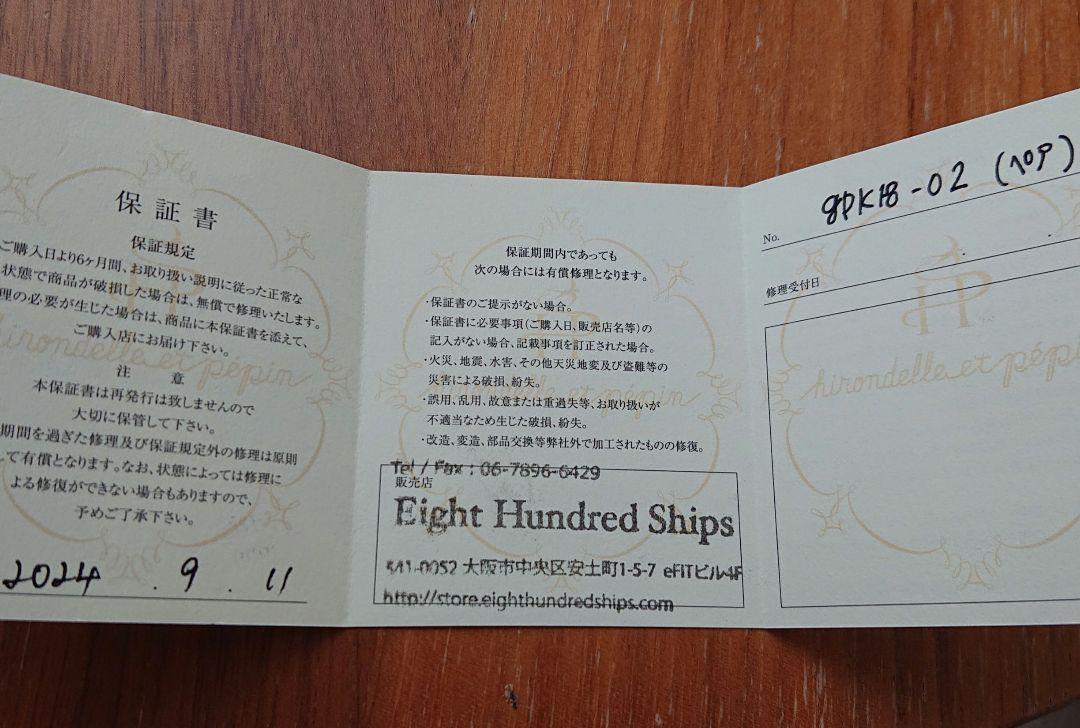 保証書
保証規定
ご購入日より6ヶ月間、お取り扱い説明に従った正常な
状態で商品が破損した場合は、無償で修理いたします。
理の必要が生じた場合は、商品に本保証書を添えて、
ご購入店にお届け下さい。
注 意
本保証書は再発行は致しませんので
大切に保管して下さい。
期間を過ぎた修理及び保証規定外の修理は原則
して有償となります。なお、状態によっては修理に
よる修復ができない場合もありますので、
予めご了承下さい。
2024 . 9 . 11
hirondelle et pépin
保証期間内であっても
次の場合には有償修理となります。
・保証書のご提示がない場合。
・保証書に必要事項(ご購入日、販売店名等)の
記入がない場合、記載事項を訂正された場合。
・火災、地震、水害、その他天災地変及び盗難等の
災害による破損、紛失。
・誤用、乱用、故意または重過失等、お取り扱いが
不適当なため生じた破損、紛失。
・改造、変造、部品交換等弊社外で加工されたものの修復。
Tel / Fax : 06-7896-6429
販売店
Eight Hundred Ships
541-0052 大阪市中央区安土町1-5-7 eFITビル4F
http://store.eighthundredships.com
No. gPK18-02 (ペロア)
修理受付日
hirondelle et pépin